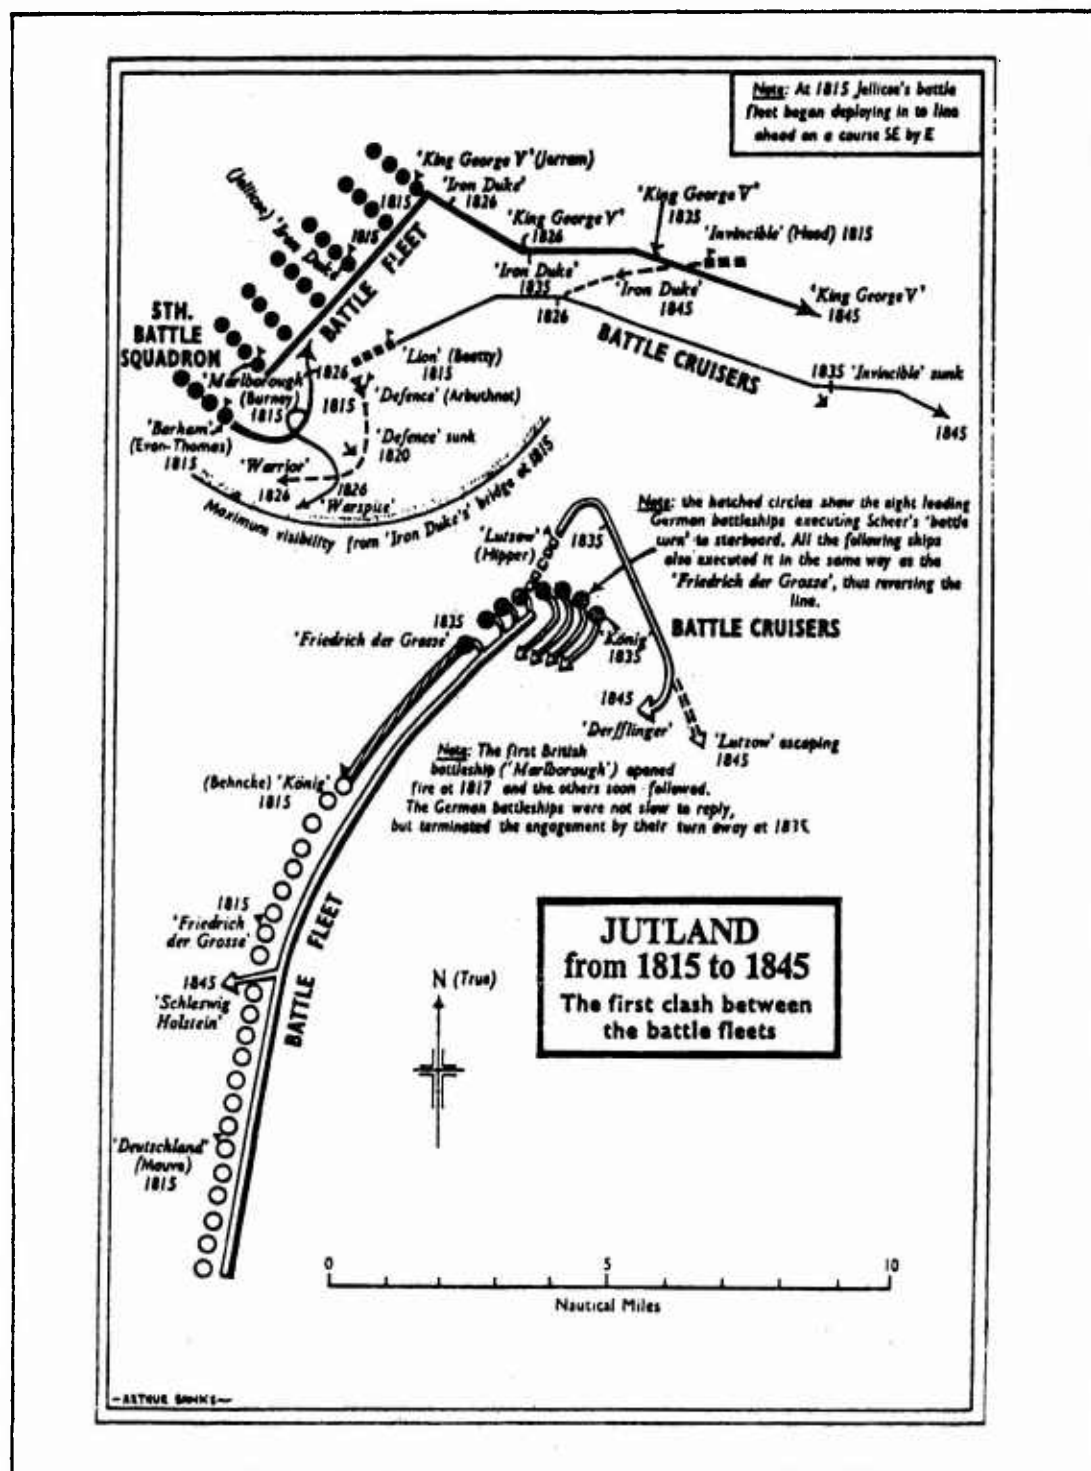 Note: At 1815 Jellicoe's battle
fleet began deploying in to line
ahead on a course SE by E
'King George V' (Jerram)
1815
'Iron Duke'
1826
(Jellicoe) 'Iron Duke'
1815
BATTLE FLEET
'King George V'
1826
'King George V'
1835
'Invincible' (Hood) 1815
'Iron Duke'
1835
'Iron Duke'
1845
'King George V'
1845
1826
BATTLE CRUISERS
1835 'Invincible' sunk
1845
5TH.
BATTLE
SQUADRON
'Marlborough'
(Burney)
1815
1826
'Lion' (Beatty)
1815
1815
'Defence' (Arbuthnot)
'Barham'
(Evan-Thomas)
1815
'Defence' sunk
1820
'Warrior'
1826
1826
'Warspite'
Maximum visibility from 'Iron Duke's' bridge at 1815
Note: the hatched circles show the eight leading
German battleships executing Scheer's 'battle
turn' to starboard. All the following ships
also executed it in the same way as the
'Friedrich der Grosse', thus reversing the
line.
'Lutzow'
(Hipper)
1835
BATTLE CRUISERS
1835
'Friedrich der Grosse'
'König'
1835
1845
'Derfflinger'
'Lutzow' escaping
1845
Note: The first British
battleship ('Marlborough') opened
fire at 1817 and the others soon followed.
The German battleships were not slow to reply,
but terminated the engagement by their turn away at 1835
(Behncke) 'König'
1815
1815
'Friedrich
der Grosse'
1845
'Schleswig
Holstein'
BATTLE FLEET
N (True)
JUTLAND
from 1815 to 1845
The first clash between
the battle fleets
'Deutschland'
(Mauve)
1815
0 5 10
Nautical Miles
-ARTHUR BANKS-